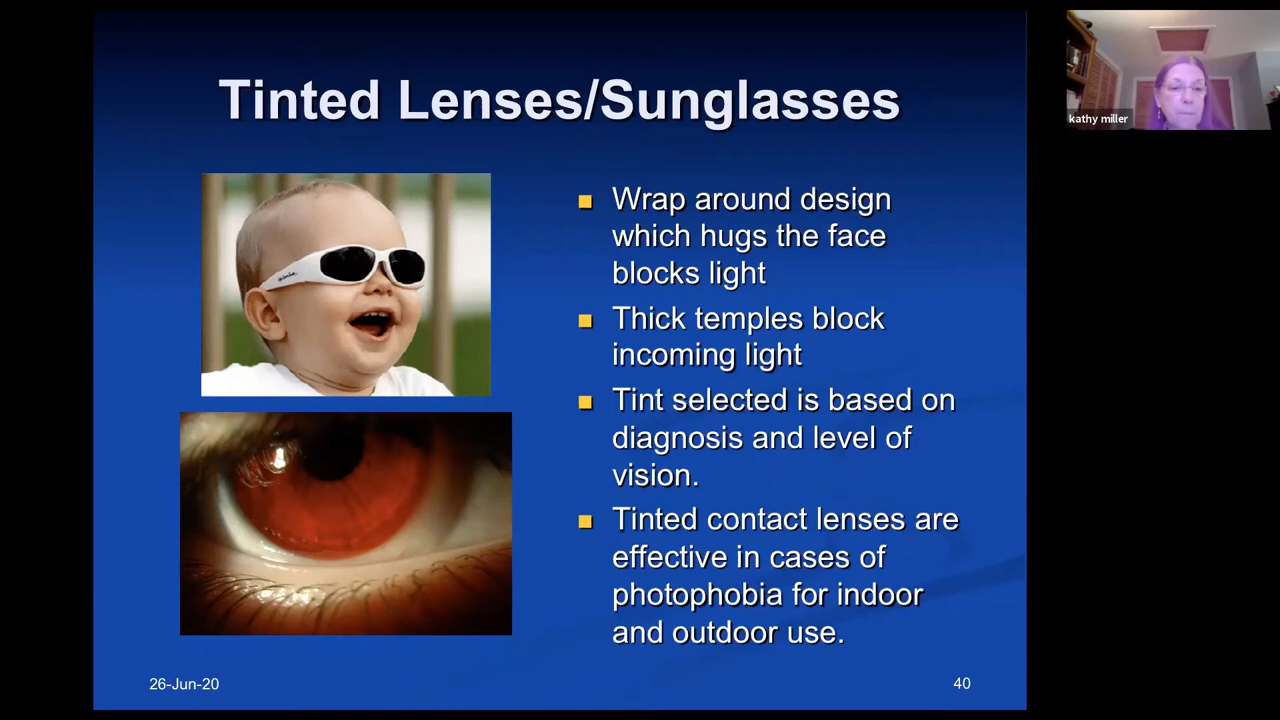 Tinted Lenses/Sunglasses
kathy miller
Wrap around design
which hugs the face
blocks light
Thick temples block
incoming light
Tint selected is based on
diagnosis and level of
vision.
Tinted contact lenses are
effective in cases of
photophobia for indoor
and outdoor use.
26-Jun-20
40